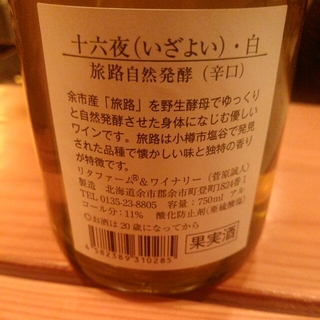 十六夜(いざよい)・白
旅路自然発酵(辛口)
余市産「旅路」を野生酵母でゆっくり
と自然発酵させた身体になじむ優しい
ワインです。旅路は小樽市塩谷で発見
された品種で懐かしい味と独特の香り
が特徴です。
リタファーム®&ワイナリー(菅原誠人)
製造 北海道余市郡余市町登町1824番1
TEL 0135-23-8805 容量:750ml アル
コール分:11% 酸化防止剤(亜硫酸塩)
◎お酒は20歳になってから
果実酒
4582389310285